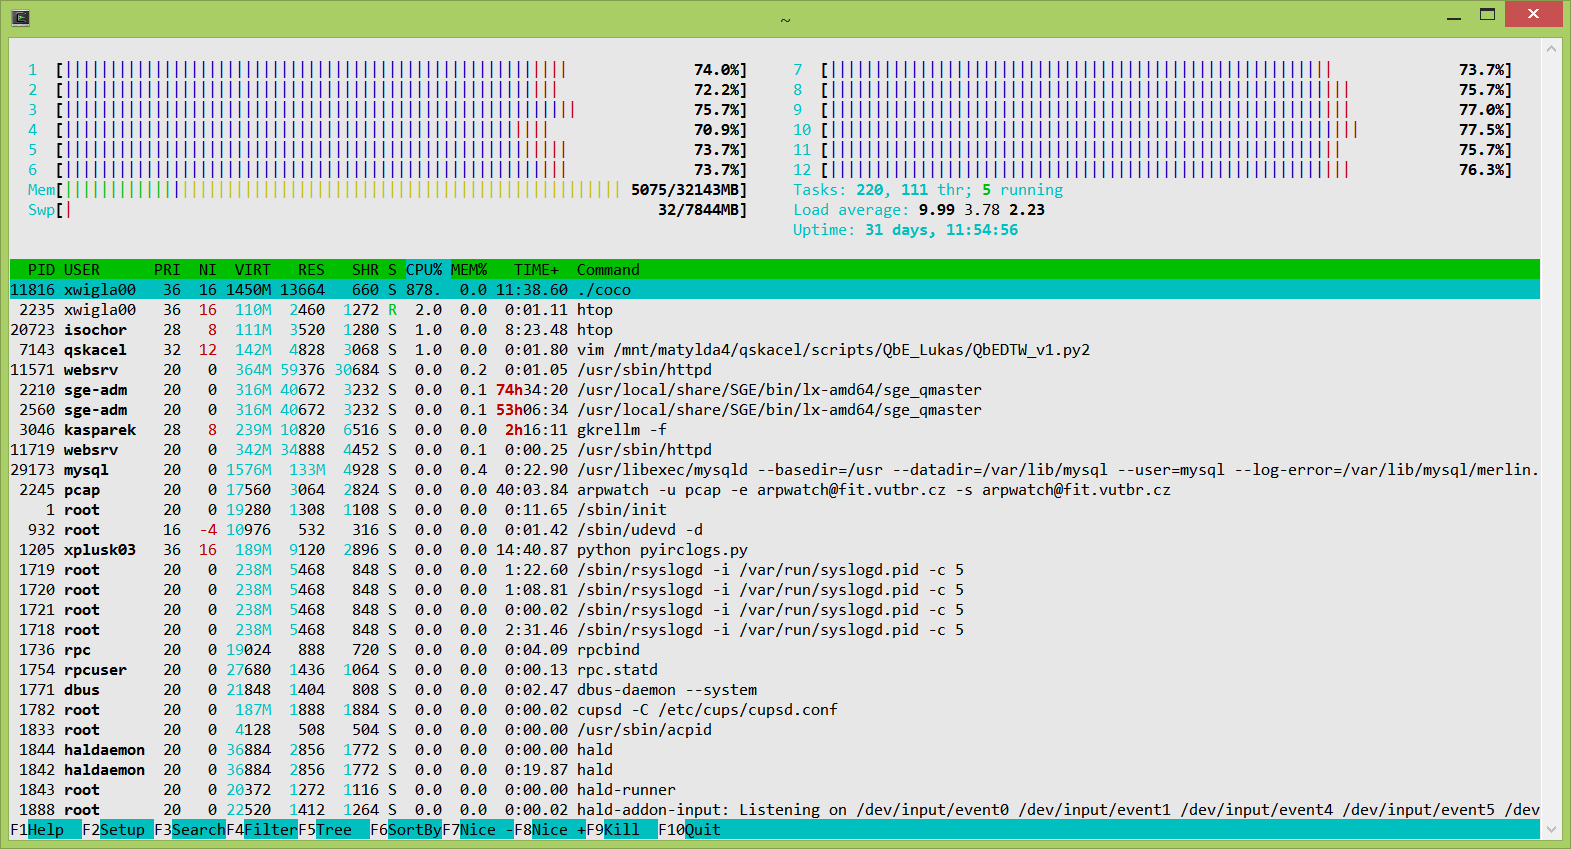 ~
1 [ 74.0%] 7 [ 73.7%]
2 [ 72.2%] 8 [ 75.7%]
3 [ 75.7%] 9 [ 77.0%]
4 [ 70.9%] 10 [ 77.5%]
5 [ 73.7%] 11 [ 75.7%]
6 [ 73.7%] 12 [ 76.3%]
Mem[ 5075/32143MB] Tasks: 220, 111 thr; 5 running
Swp[ 32/7844MB] Load average: 9.99 3.78 2.23
Uptime: 31 days, 11:54:56
PID USER PRI NI VIRT RES SHR S CPU% MEM% TIME+ Command
11816 xwigla00 36 16 1450M 13664 660 S 878. 0.0 11:38.60 ./coco
2235 xwigla00 36 16 110M 2460 1272 R 2.0 0.0 0:01.11 htop
20723 isochor 28 8 111M 3520 1280 S 1.0 0.0 8:23.48 htop
7143 qskacel 32 12 142M 4828 3068 S 1.0 0.0 0:01.80 vim /mnt/matylda4/qskacel/scripts/QbE_Lukas/QbEDTW_v1.py2
11571 websrv 20 0 364M 59376 30684 S 0.0 0.2 0:01.05 /usr/sbin/httpd
2210 sge-adm 20 0 316M 40672 3232 S 0.0 0.1 74h34:20 /usr/local/share/SGE/bin/lx-amd64/sge_qmaster
2560 sge-adm 20 0 316M 40672 3232 S 0.0 0.1 53h06:34 /usr/local/share/SGE/bin/lx-amd64/sge_qmaster
3046 kasparek 28 8 239M 10820 6516 S 0.0 0.0 2h16:11 gkrellm -f
11719 websrv 20 0 342M 34888 4452 S 0.0 0.1 0:00.25 /usr/sbin/httpd
29173 mysql 20 0 1576M 133M 4928 S 0.0 0.4 0:22.90 /usr/libexec/mysqld --basedir=/usr --datadir=/var/lib/mysql --user=mysql --log-error=/var/lib/mysql/merlin.
2245 pcap 20 0 17560 3064 2824 S 0.0 0.0 40:03.84 arpwatch -u pcap -e arpwatch@fit.vutbr.cz -s arpwatch@fit.vutbr.cz
1 root 20 0 19280 1308 1108 S 0.0 0.0 0:11.65 /sbin/init
932 root 16 -4 10976 532 316 S 0.0 0.0 0:01.42 /sbin/udevd -d
1205 xplusk03 36 16 189M 9120 2896 S 0.0 0.0 14:40.87 python pyirclogs.py
1719 root 20 0 238M 5468 848 S 0.0 0.0 1:22.60 /sbin/rsyslogd -i /var/run/syslogd.pid -c 5
1720 root 20 0 238M 5468 848 S 0.0 0.0 1:08.81 /sbin/rsyslogd -i /var/run/syslogd.pid -c 5
1721 root 20 0 238M 5468 848 S 0.0 0.0 0:00.02 /sbin/rsyslogd -i /var/run/syslogd.pid -c 5
1718 root 20 0 238M 5468 848 S 0.0 0.0 2:31.46 /sbin/rsyslogd -i /var/run/syslogd.pid -c 5
1736 rpc 20 0 19024 888 720 S 0.0 0.0 0:04.09 rpcbind
1754 rpcuser 20 0 27680 1436 1064 S 0.0 0.0 0:00.13 rpc.statd
1771 dbus 20 0 21848 1404 808 S 0.0 0.0 0:02.47 dbus-daemon --system
1782 root 20 0 187M 1888 1884 S 0.0 0.0 0:00.02 cupsd -C /etc/cups/cupsd.conf
1833 root 20 0 4128 508 504 S 0.0 0.0 0:00.00 /usr/sbin/acpid
1844 haldaemon 20 0 36884 2856 1772 S 0.0 0.0 0:00.00 hald
1842 haldaemon 20 0 36884 2856 1772 S 0.0 0.0 0:19.87 hald
1843 root 20 0 20372 1272 1116 S 0.0 0.0 0:00.00 hald-runner
1888 root 20 0 22520 1412 1264 S 0.0 0.0 0:00.02 hald-addon-input: Listening on /dev/input/event0 /dev/input/event1 /dev/input/event4 /dev/input/event5 /dev
F1Help F2Setup F3SearchF4FilterF5Tree F6SortByF7Nice -F8Nice +F9Kill F10Quit